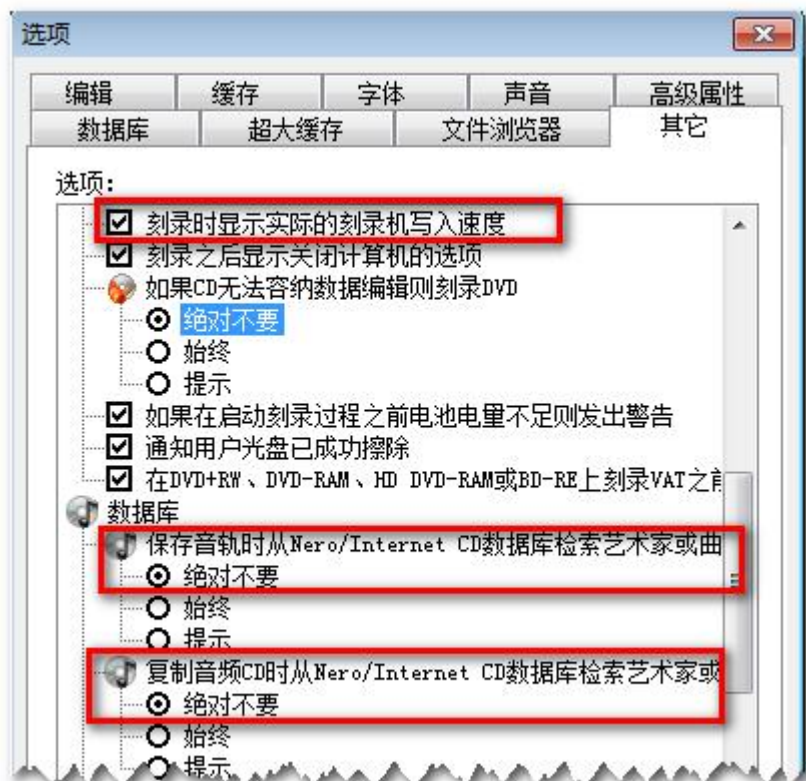 选项
编辑 缓存 字体 声音 高级属性
数据库 超大缓存 文件浏览器 其它
选项:
刻录时显示实际的刻录机写入速度
刻录之后显示关闭计算机的选项
如果CD无法容纳数据编辑则刻录DVD
绝对不要
始终
提示
如果在启动刻录过程之前电池电量不足则发出警告
通知用户光盘已成功擦除
在DVD+RW、DVD-RAM、HD DVD-RAM或BD-RE上刻录VAT之前
数据库
保存音轨时从Nero/Internet CD数据库检索艺术家或曲
绝对不要
始终
提示
复制音频CD时从Nero/Internet CD数据库检索艺术家或
绝对不要
始终
提示